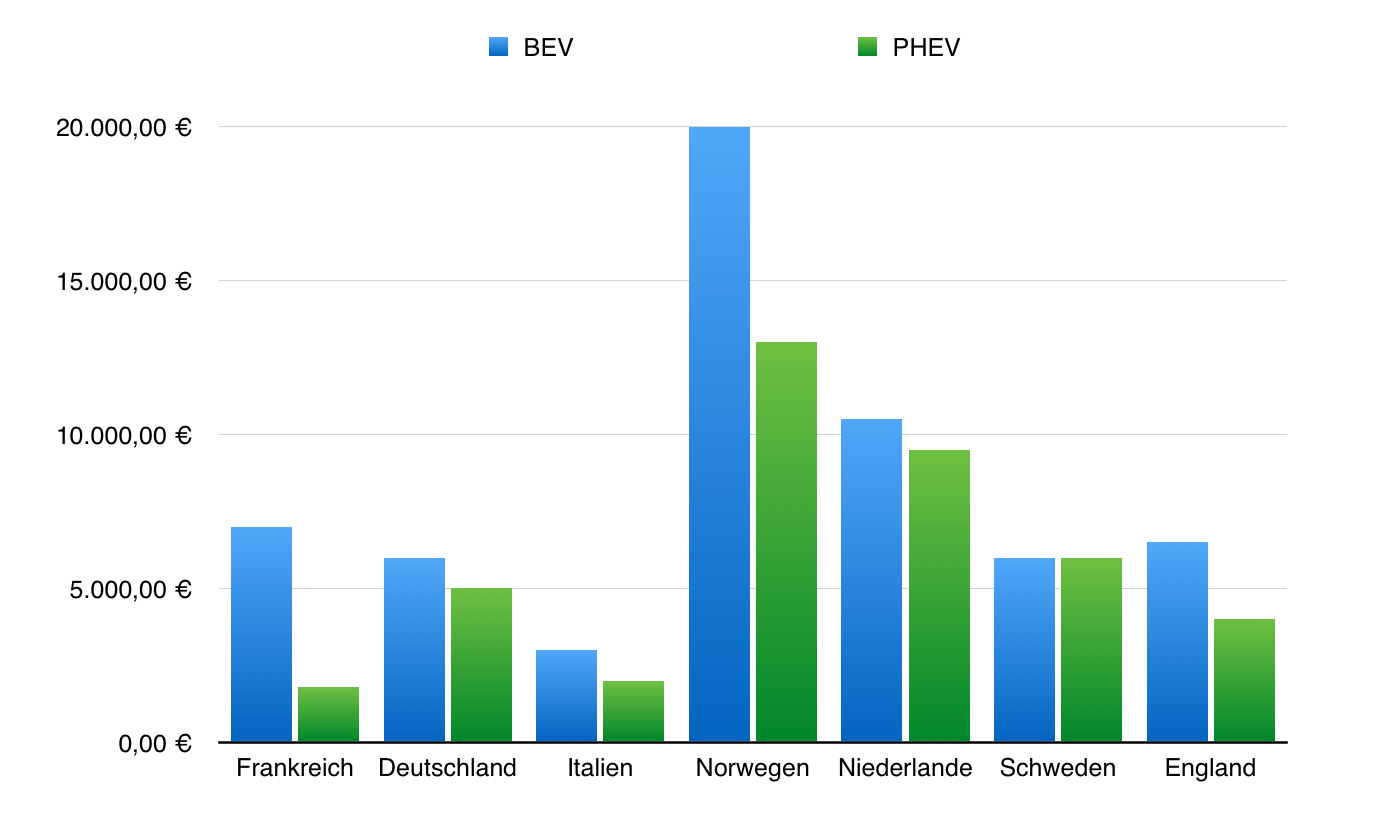 BEV
PHEV
20.000,00 €
15.000,00 €
10.000,00 €
5.000,00 €
0,00 €
Frankreich Deutschland Italien Norwegen Niederlande Schweden England